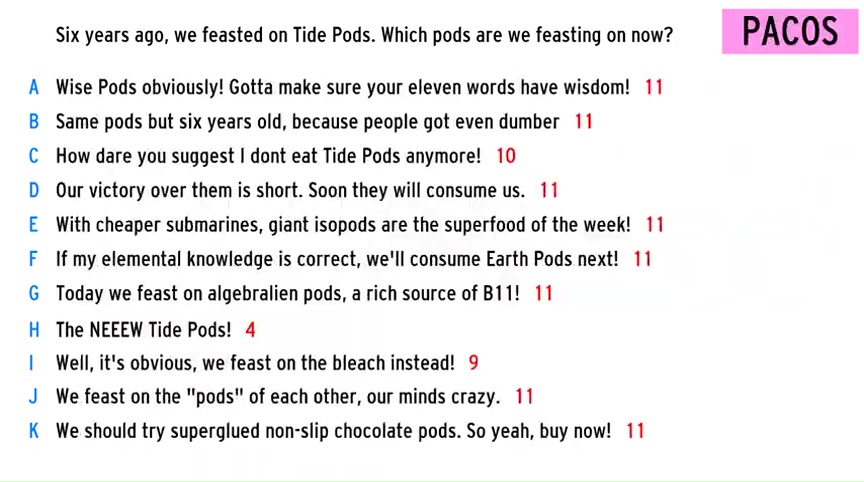 Six years ago, we feasted on Tide Pods. Which pods are we feasting on now?
PACOS
A Wise Pods obviously! Gotta make sure your eleven words have wisdom! 11
B Same pods but six years old, because people got even dumber 11
C How dare you suggest I dont eat Tide Pods anymore! 10
D Our victory over them is short. Soon they will consume us. 11
E With cheaper submarines, giant isopods are the superfood of the week! 11
F If my elemental knowledge is correct, we'll consume Earth Pods next! 11
G Today we feast on algebralien pods, a rich source of B11! 11
H The NEEEW Tide Pods! 4
I Well, it's obvious, we feast on the bleach instead! 9
J We feast on the "pods" of each other, our minds crazy. 11
K We should try superglued non-slip chocolate pods. So yeah, buy now! 11